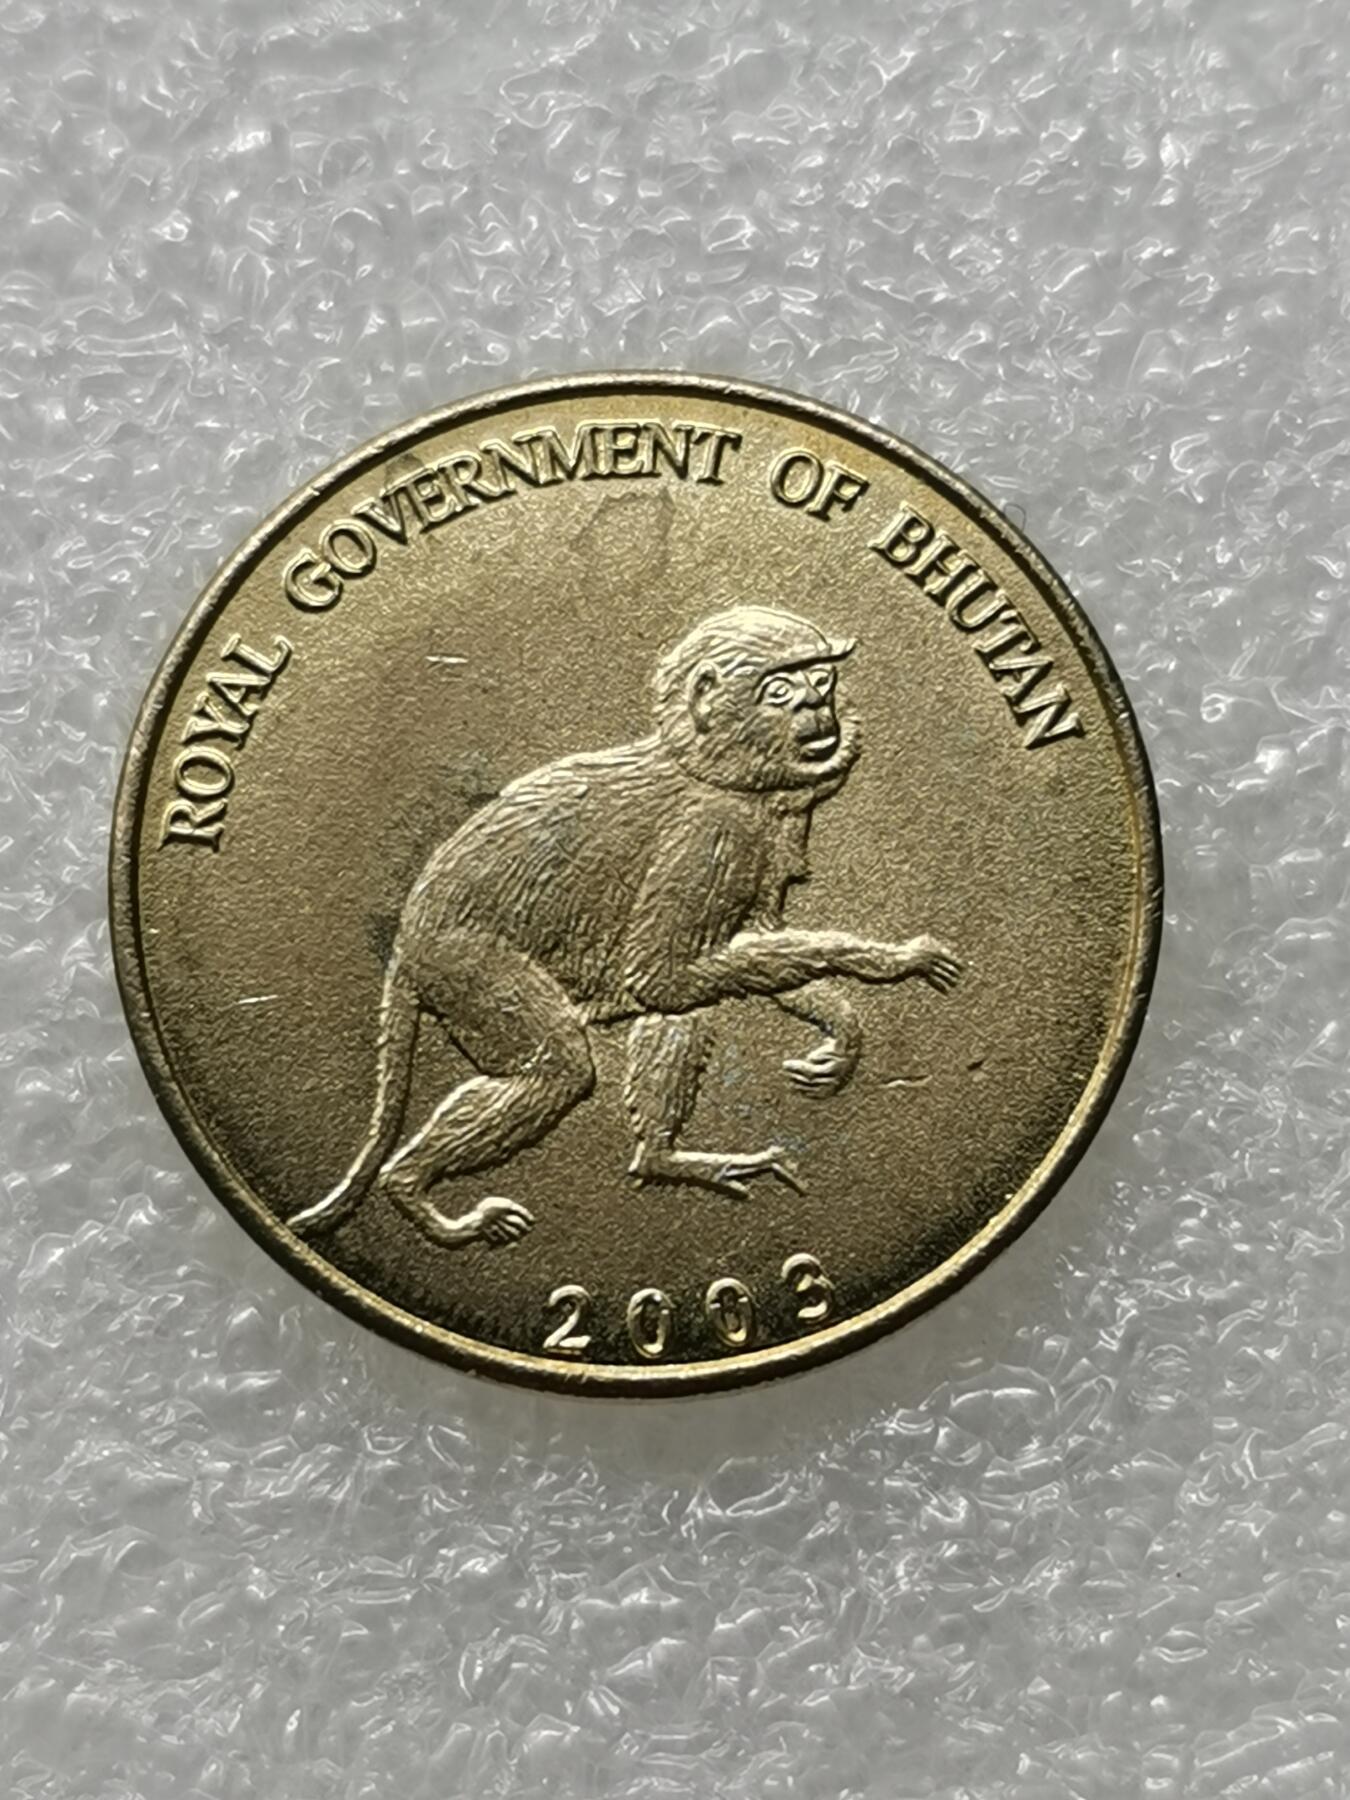 ROYAL GOVERNMENT OF BHUTAN
2003